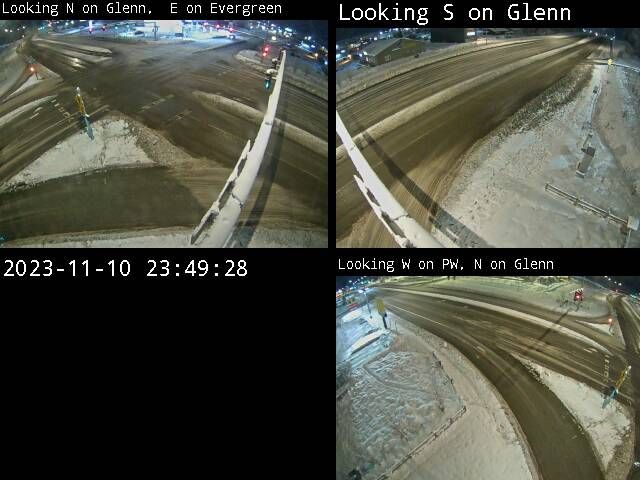 Looking N on Glenn,  E on Evergreen
Looking S on Glenn
2023-11-10 23:49:28
Looking W on PW, N on Glenn